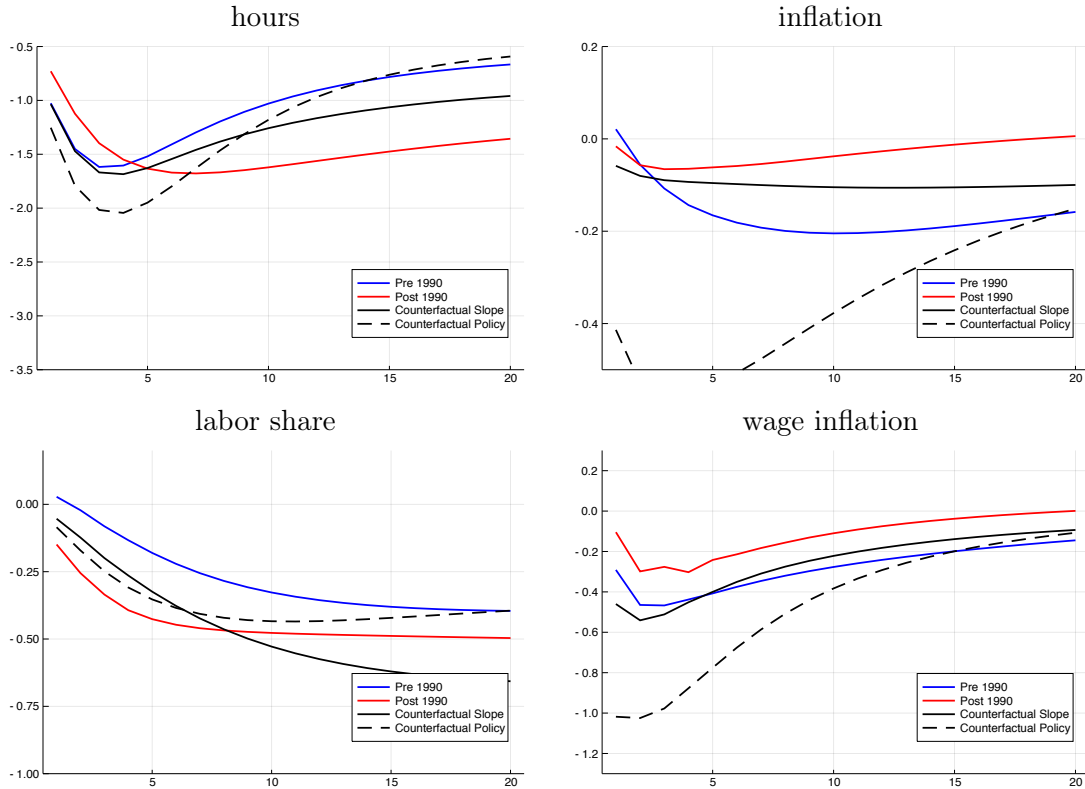 hours
- 0.5
- 1.0
- 1.5
- 2.0
- 2.5
- 3.0
- 3.5
5
10
15
20
Pre 1990
Post 1990
Counterfactual Slope
Counterfactual Policy
inflation
0.2
0.0
- 0.2
- 0.4
5
10
15
20
Pre 1990
Post 1990
Counterfactual Slope
Counterfactual Policy
labor share
0.00
- 0.25
- 0.50
- 0.75
- 1.00
5
10
15
20
Pre 1990
Post 1990
Counterfactual Slope
Counterfactual Policy
wage inflation
0.2
0.0
- 0.2
- 0.4
- 0.6
- 0.8
- 1.0
- 1.2
5
10
15
20
Pre 1990
Post 1990
Counterfactual Slope
Counterfactual Policy